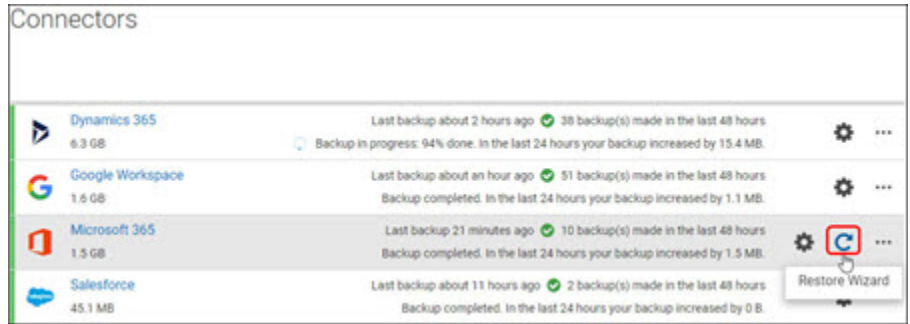 Connectors
Dynamics 365
Last backup about 2 hours ago 38 backup(s) made in the last 48 hours
6.3 GB
Backup in progress: 94% done. In the last 24 hours your backup increased by 15.4 MB.
Google Workspace
Last backup about an hour ago 51 backup(s) made in the last 48 hours
1.6 GB
Backup completed. In the last 24 hours your backup increased by 1.1 MB.
Microsoft 365
Last backup 21 minutes ago 10 backup(s) made in the last 48 hours
1.5 GB
Backup completed. In the last 24 hours your backup increased by 1.5 MB.
Restore Wizard
Salesforce
Last backup about 11 hours ago 2 backup(s) made in the last 48 hours
45.1 MB
Backup completed. In the last 24 hours your backup increased by 0 B.